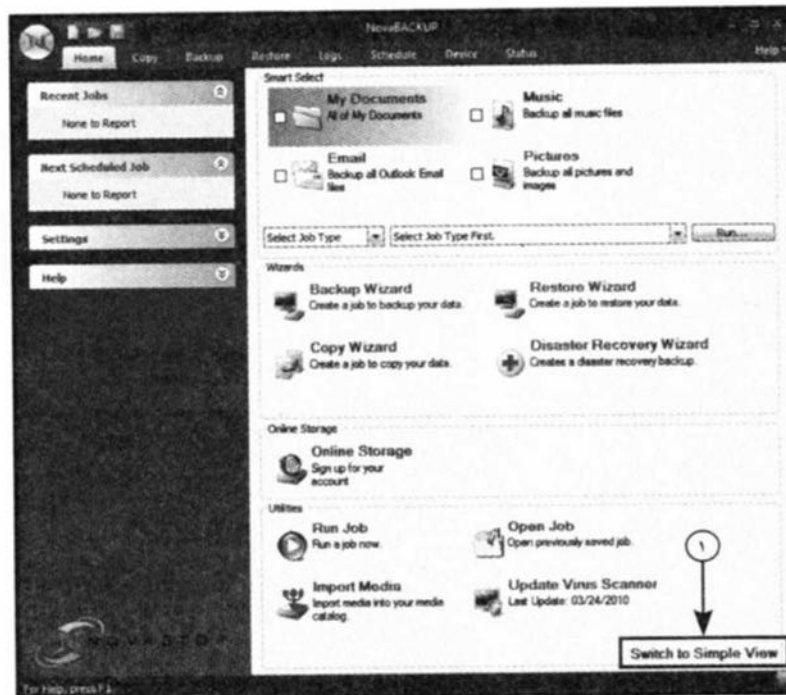 NovaBACKUP
Home Copy Backup Restore Logs Schedule Device Status Help
Recent Jobs
None to Report
Next Scheduled Job
None to Report
Settings
Help
Smart Select
My Documents
All of My Documents
Music
Backup all music files
Email
Backup all Outlook Email
files
Pictures
Backup all pictures and
images
Select Job Type
Select Job Type First.
Run...
Wizards
Backup Wizard
Create a job to backup your data.
Restore Wizard
Create a job to restore your data.
Copy Wizard
Create a job to copy your data.
Disaster Recovery Wizard
Creates a disaster recovery backup.
Online Storage
Online Storage
Sign up for your
account
Utilities
Run Job
Run a job now.
Open Job
Open previously saved job.
Import Media
Import media into your media
catalog.
Update Virus Scanner
Last Update: 03/24/2010
١
Switch to Simple View
NOVASTOR
For Help, press F1